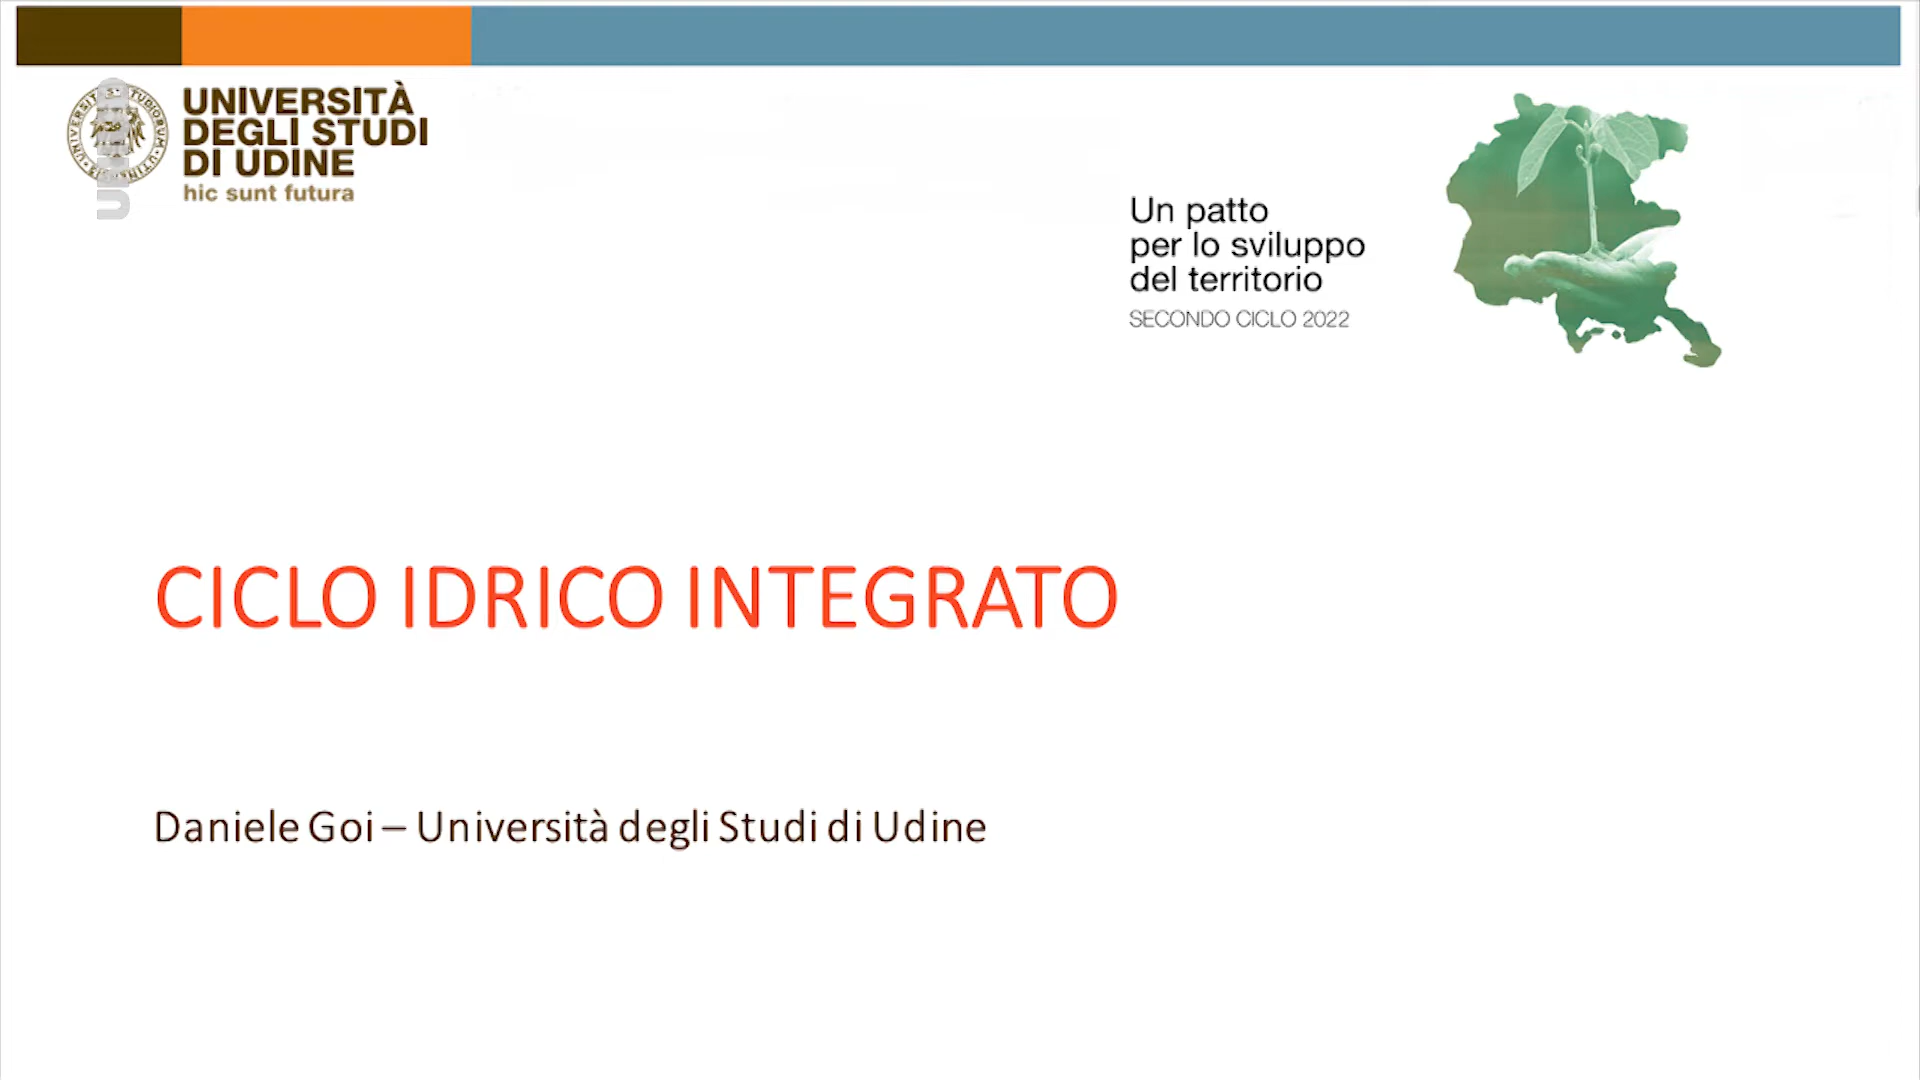 UNIVERSITÀ
DEGLI STUDI
DI UDINE
hic sunt futura
Un patto
per lo sviluppo
del territorio
SECONDO CICLO 2022
CICLO IDRICO INTEGRATO
Daniele Goi – Università degli Studi di Udine